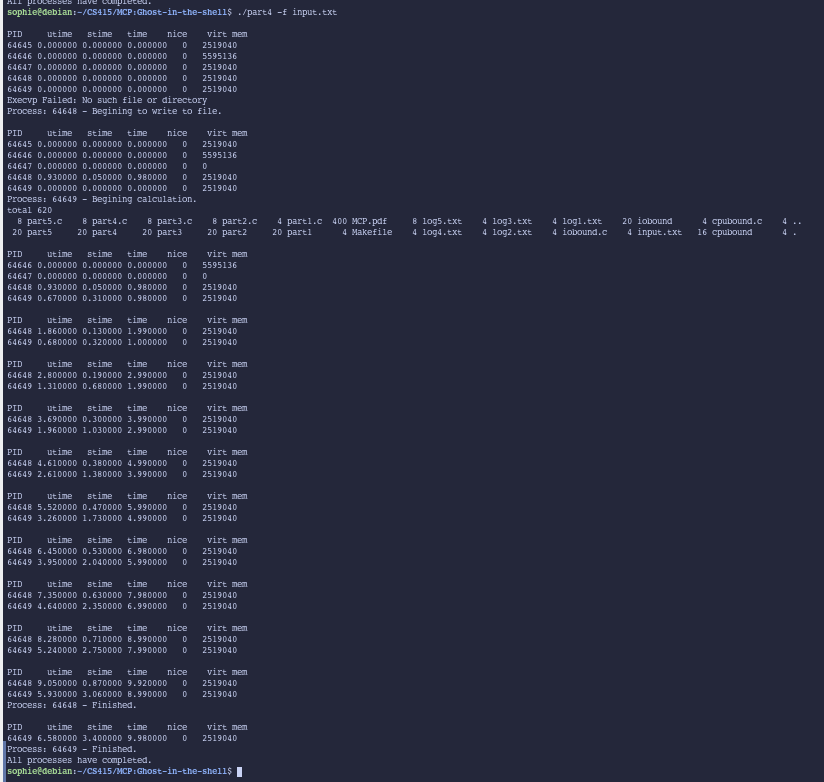 All processes have completed.
sophie@debian:~/CS415/MCP:Ghost-in-the-shell$ ./part4 -f input.txt
PID utime stime time nice virt mem
64645 0.000000 0.000000 0.000000 0 2519040
64646 0.000000 0.000000 0.000000 0 5595136
64647 0.000000 0.000000 0.000000 0 2519040
64648 0.000000 0.000000 0.000000 0 2519040
64649 0.000000 0.000000 0.000000 0 2519040
Execvp Failed: No such file or directory
Process: 64648 - Begining to write to file.
PID utime stime time nice virt mem
64645 0.000000 0.000000 0.000000 0 2519040
64646 0.000000 0.000000 0.000000 0 5595136
64647 0.000000 0.000000 0.000000 0 0
64648 0.930000 0.050000 0.980000 0 2519040
64649 0.000000 0.000000 0.000000 0 2519040
Process: 64649 - Begining calculation.
total 620
8 part5.c 8 part4.c 8 part3.c 8 part2.c 4 part1.c 400 MCP.pdf 8 log5.txt 4 log3.txt 4 log1.txt 20 iobound 4 cpubound.c 4 ..
20 part5 20 part4 20 part3 20 part2 20 part1 4 Makefile 4 log4.txt 4 log2.txt 4 iobound.c 4 input.txt 16 cpubound 4 .
PID utime stime time nice virt mem
64646 0.000000 0.000000 0.000000 0 5595136
64647 0.000000 0.000000 0.000000 0 0
64648 0.930000 0.050000 0.980000 0 2519040
64649 0.670000 0.310000 0.980000 0 2519040
PID utime stime time nice virt mem
64648 1.860000 0.130000 1.990000 0 2519040
64649 0.680000 0.320000 1.000000 0 2519040
PID utime stime time nice virt mem
64648 2.800000 0.190000 2.990000 0 2519040
64649 1.310000 0.680000 1.990000 0 2519040
PID utime stime time nice virt mem
64648 3.690000 0.300000 3.990000 0 2519040
64649 1.960000 1.030000 2.990000 0 2519040
PID utime stime time nice virt mem
64648 4.610000 0.380000 4.990000 0 2519040
64649 2.610000 1.380000 3.990000 0 2519040
PID utime stime time nice virt mem
64648 5.520000 0.470000 5.990000 0 2519040
64649 3.260000 1.730000 4.990000 0 2519040
PID utime stime time nice virt mem
64648 6.450000 0.530000 6.980000 0 2519040
64649 3.950000 2.040000 5.990000 0 2519040
PID utime stime time nice virt mem
64648 7.350000 0.630000 7.980000 0 2519040
64649 4.640000 2.350000 6.990000 0 2519040
PID utime stime time nice virt mem
64648 8.280000 0.710000 8.990000 0 2519040
64649 5.240000 2.750000 7.990000 0 2519040
PID utime stime time nice virt mem
64648 9.050000 0.870000 9.920000 0 2519040
64649 5.930000 3.060000 8.990000 0 2519040
Process: 64648 - Finished.
PID utime stime time nice virt mem
64649 6.580000 3.400000 9.980000 0 2519040
Process: 64649 - Finished.
All processes have completed.
sophie@debian:~/CS415/MCP:Ghost-in-the-shell$